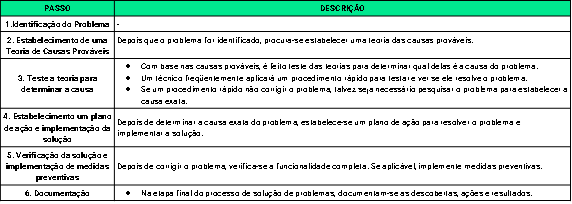 PASSO DESCRIÇÃO
1.Identificação do Problema -
2. Estabelecimento de uma
Teoria de Causas Prováveis
Depois que o problema for identificado, procura-se estabelecer uma teoria das causas prováveis.
3. Teste a teoria para
determinar a causa
● Com base nas causas prováveis, é feito teste das teorias para determinar qual delas é a causa do problema.
● Um técnico freqüentemente aplicará um procedimento rápido para testar e ver se ele resolve o problema.
● Se um procedimento rápido não corrigir o problema, talvez seja necessário pesquisar o problema para estabelecer a
causa exata.
4. Estabelecimento um plano
de ação e implementação da
solução
Depois de determinar a causa exata do problema, estabelece-se um plano de ação para resolver o problema e
implementar a solução.
5. Verificação da solução e
implementação de medidas
preventivas
Depois de corrigir o problema, verifica-se a funcionalidade completa. Se aplicável, implemente medidas preventivas.
6. Documentação
● Na etapa final do processo de solução de problemas, documentam-se as descobertas, ações e resultados.